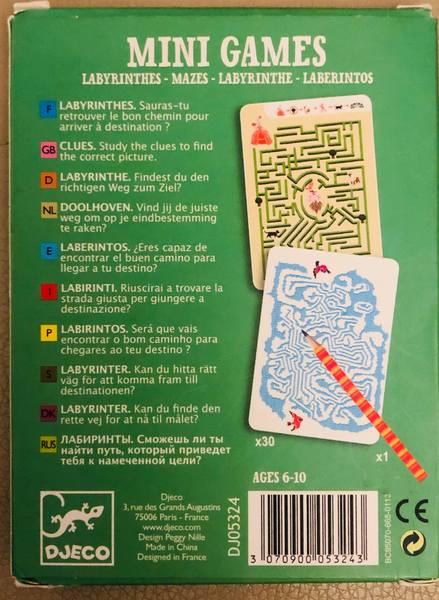 MINI GAMES
LABYRINTHES - MAZES - LABYRINTHE - LABERINTOS
F LABYRINTHES. Sauras-tu
retrouver le bon chemin pour
arriver à destination ?
GB CLUES. Study the clues to find
the correct picture.
D LABYRINTHE. Findest du den
richtigen Weg zum Ziel?
NL DOOLHOVEN. Vind jij de juiste
weg om op je eindbestemming
te raken?
E LABERINTOS. ¿Eres capaz de
encontrar el buen camino para
llegar a tu destino?
I LABIRINTI. Riuscirai a trovare la
strada giusta per giungere a
destinazione?
P LABIRINTOS. Será que vais
encontrar o bom caminho para
chegares ao teu destino ?
S LABYRINTER. Kan du hitta rätt
väg för att komma fram till
destinationen?
DK LABYRINTER. Kan du finde den
rette vej for at nå til målet?
RUS ЛАБИРИНТЫ. Сможешь ли ты
найти путь, который приведет
тебя к намеченной цели?
x30
x1
AGES 6-10
DJECO
Djeco
3, rue des Grands Augustins
75006 Paris - France
www.djeco.com
Design Peggy Nille
Made in China
Designed in France
DJ05324
3 070900 053243
BC85070-665-0113
CE